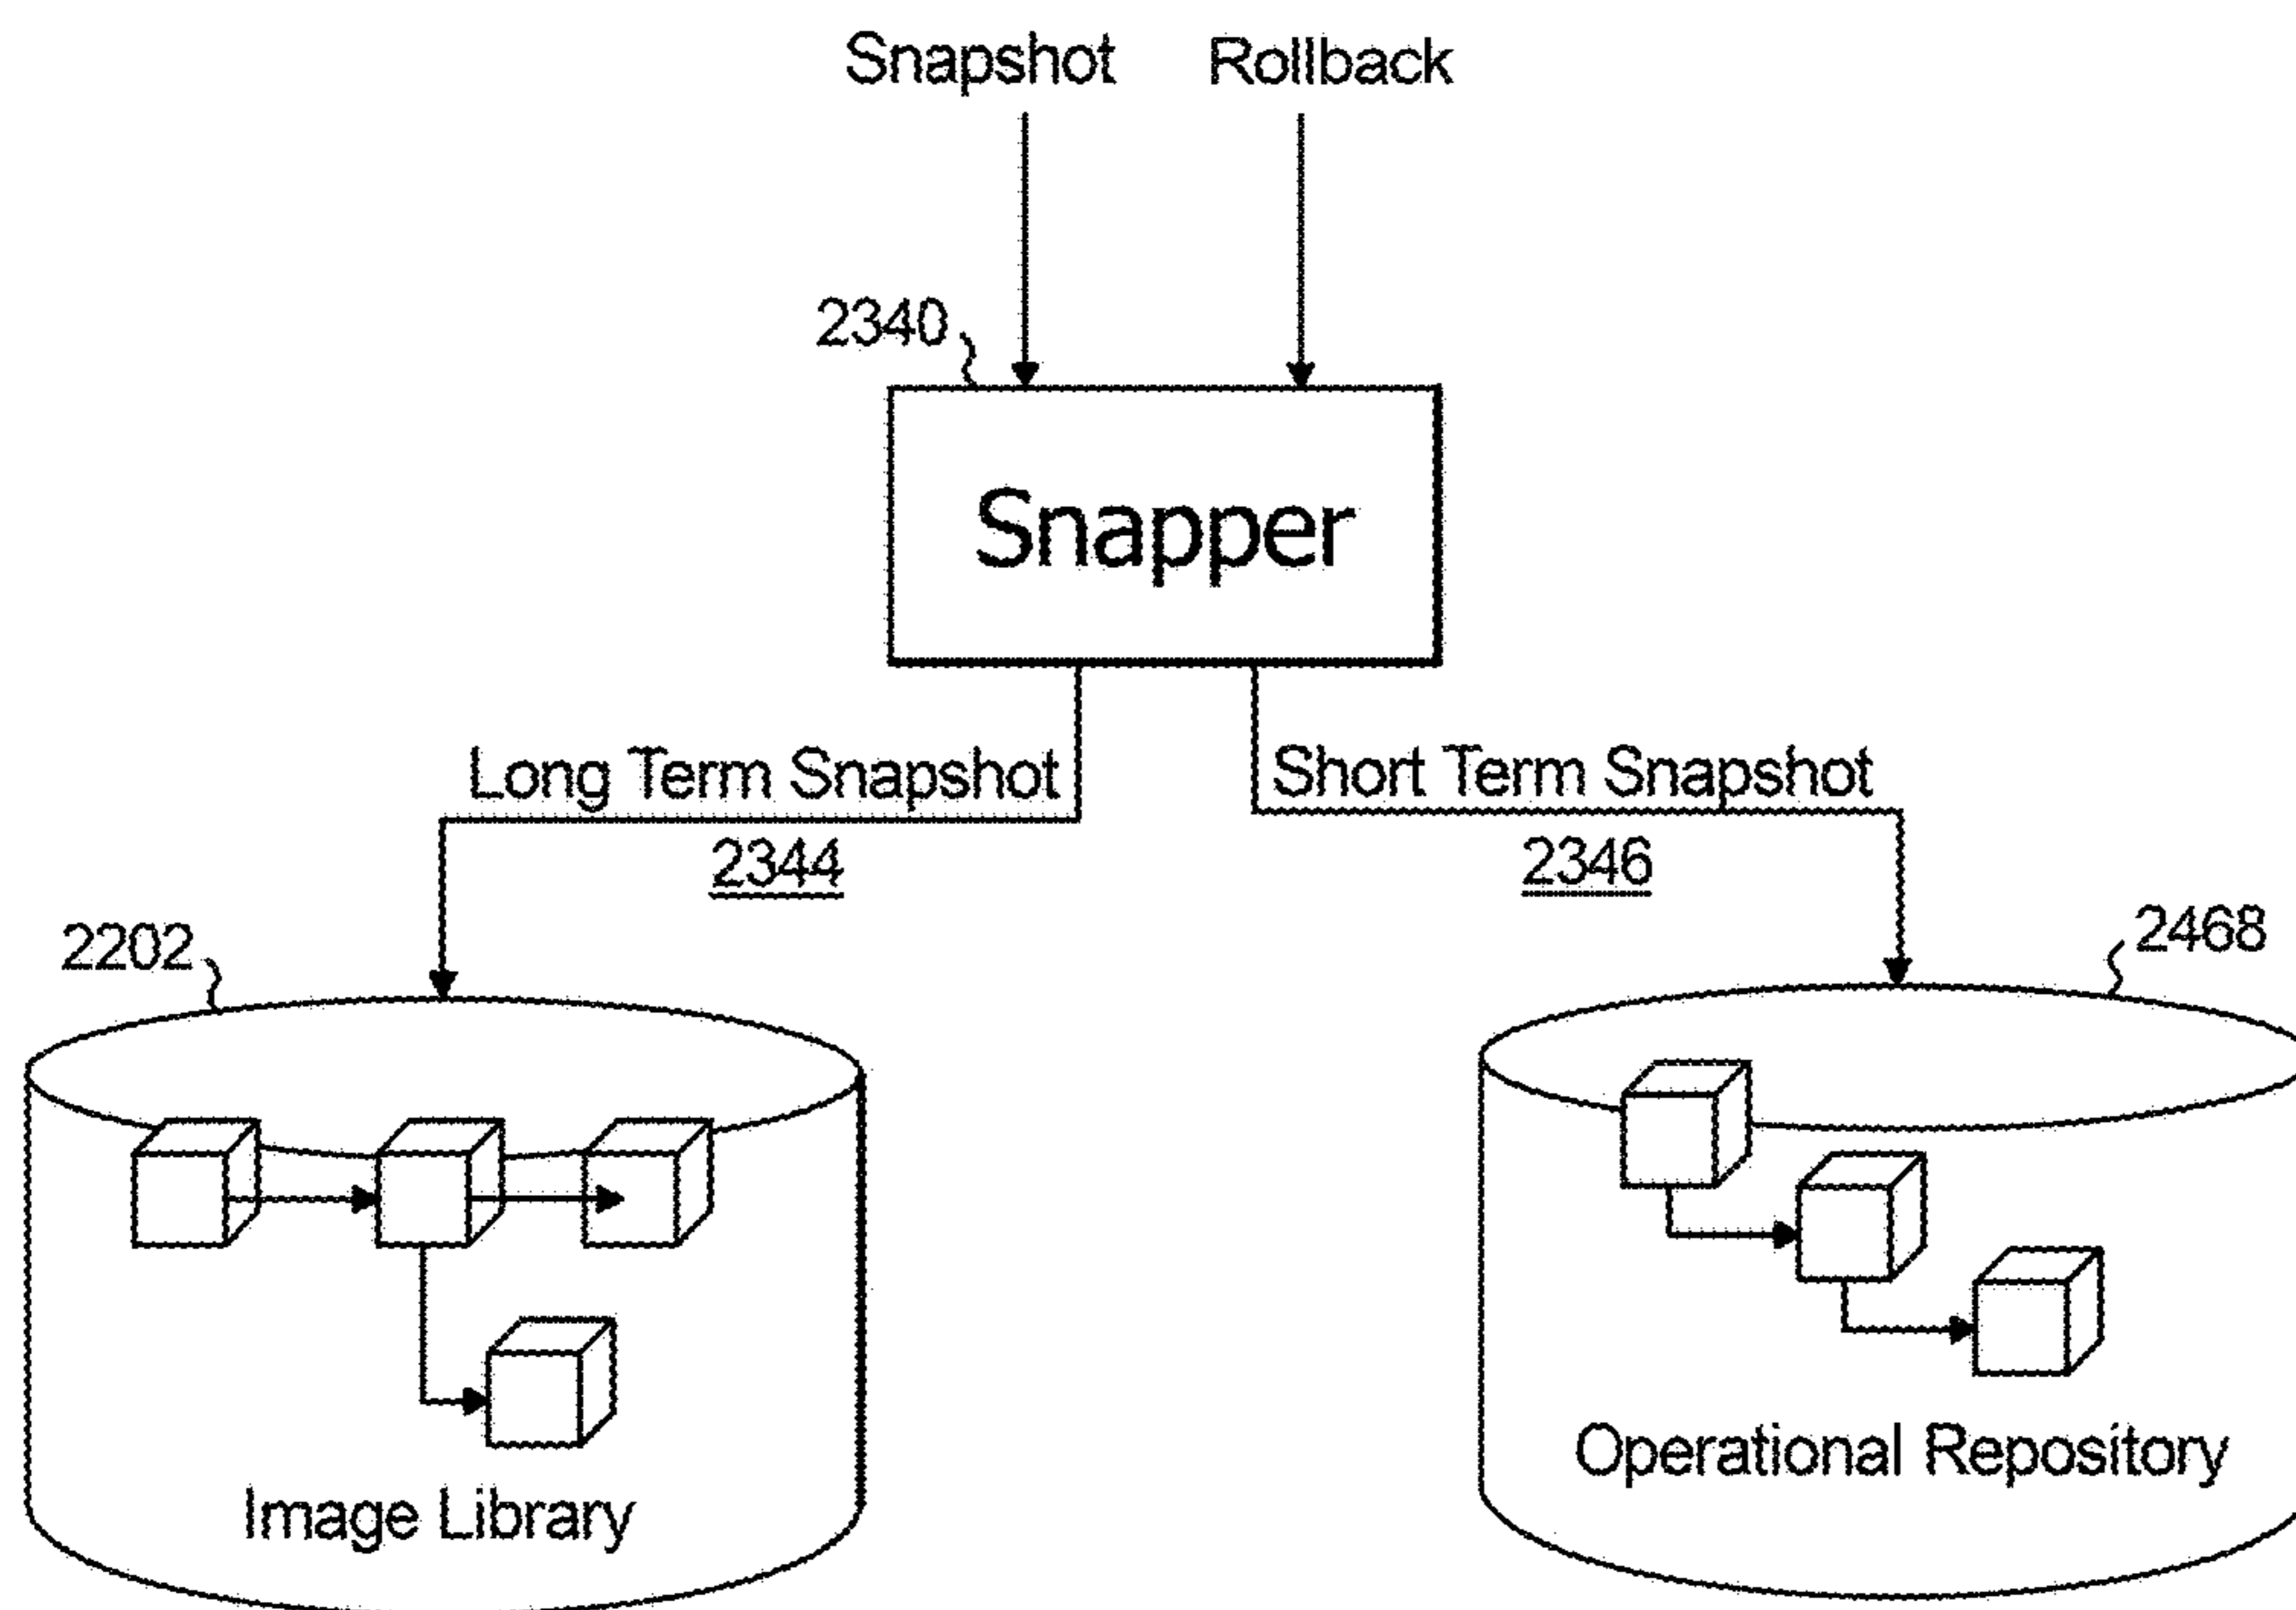 Snapshot Rollback
2340
Snapper
Long Term Snapshot Short Term Snapshot
2344 2346
2202 2468
Operational Repository
Image Library